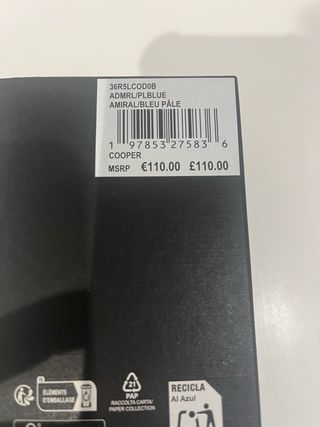 36R5LCOD0B
ADMRL/PLBLUE
AMIRAL/BLEU PÂLE
1 97853 27583 6
COOPER
MSRP €110.00 £110.00
ÉLÉMENTS
D'EMBALLAGE
21
PAP
RACCOLTA CARTA/
PAPER COLLECTION
RECICLA
Al Azul